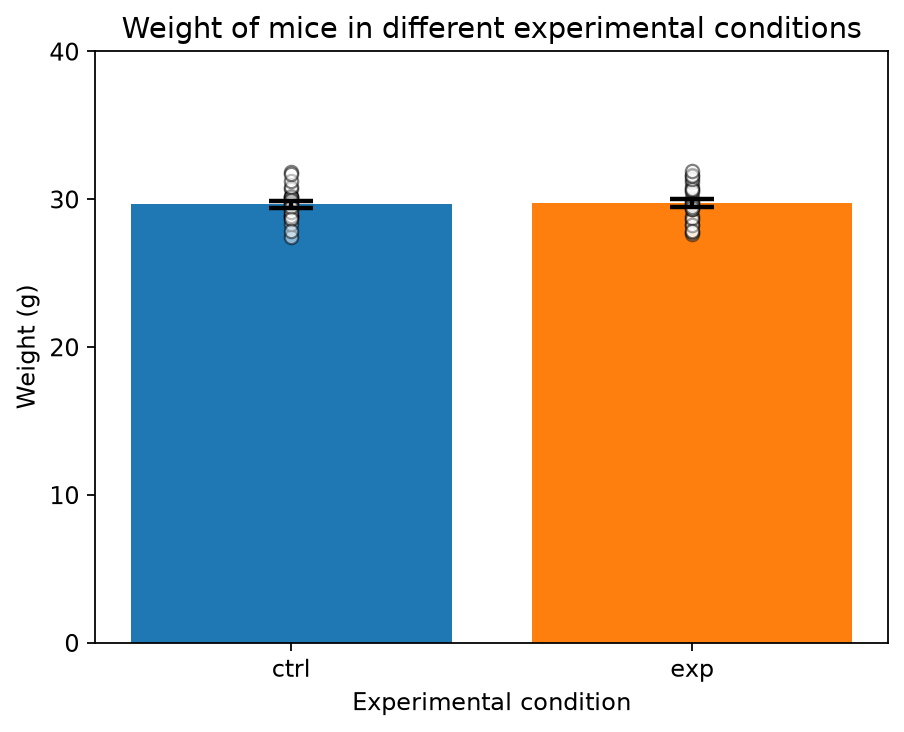 Weight of mice in different experimental conditions
40
30
20
10
0
Weight (g)
ctrl
exp
Experimental condition